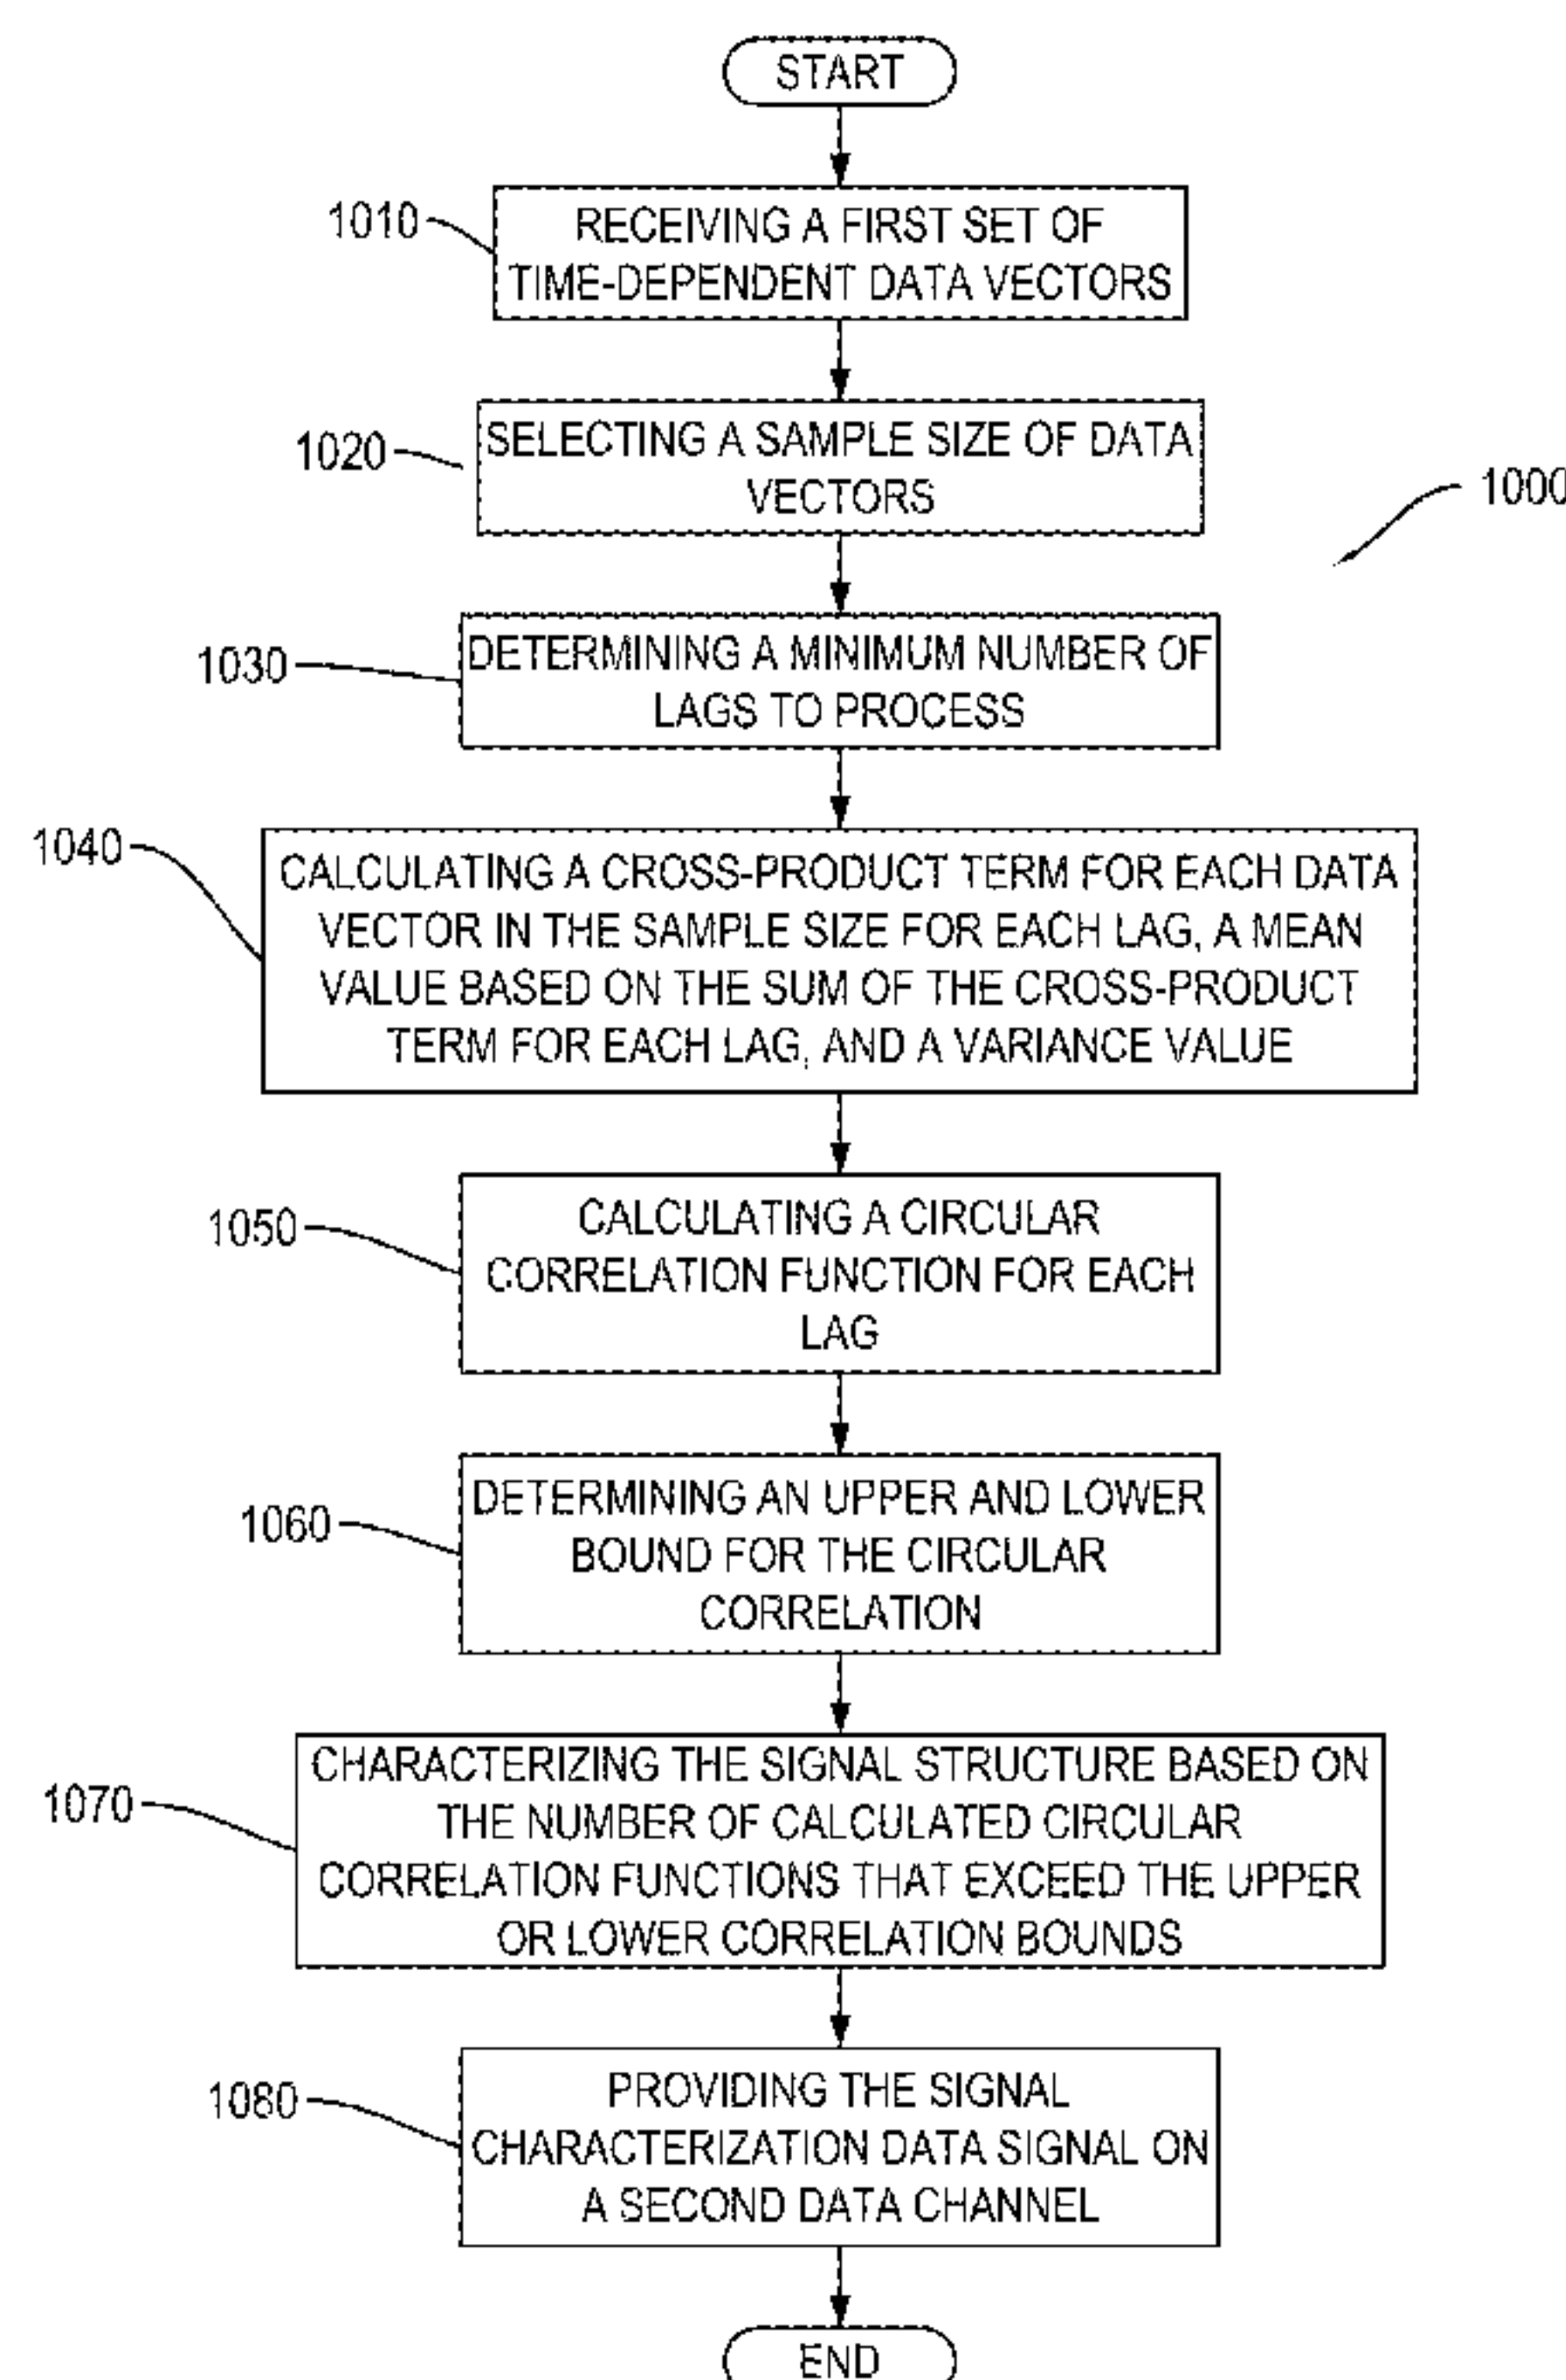 START
1010
RECEIVING A FIRST SET OF
TIME-DEPENDENT DATA VECTORS
1020
SELECTING A SAMPLE SIZE OF DATA
VECTORS
1000
1030
DETERMINING A MINIMUM NUMBER OF
LAGS TO PROCESS
1040
CALCULATING A CROSS-PRODUCT TERM FOR EACH DATA
VECTOR IN THE SAMPLE SIZE FOR EACH LAG, A MEAN
VALUE BASED ON THE SUM OF THE CROSS-PRODUCT
TERM FOR EACH LAG, AND A VARIANCE VALUE
1050
CALCULATING A CIRCULAR
CORRELATION FUNCTION FOR EACH
LAG
1060
DETERMINING AN UPPER AND LOWER
BOUND FOR THE CIRCULAR
CORRELATION
1070
CHARACTERIZING THE SIGNAL STRUCTURE BASED ON
THE NUMBER OF CALCULATED CIRCULAR
CORRELATION FUNCTIONS THAT EXCEED THE UPPER
OR LOWER CORRELATION BOUNDS
1080
PROVIDING THE SIGNAL
CHARACTERIZATION DATA SIGNAL ON
A SECOND DATA CHANNEL
END